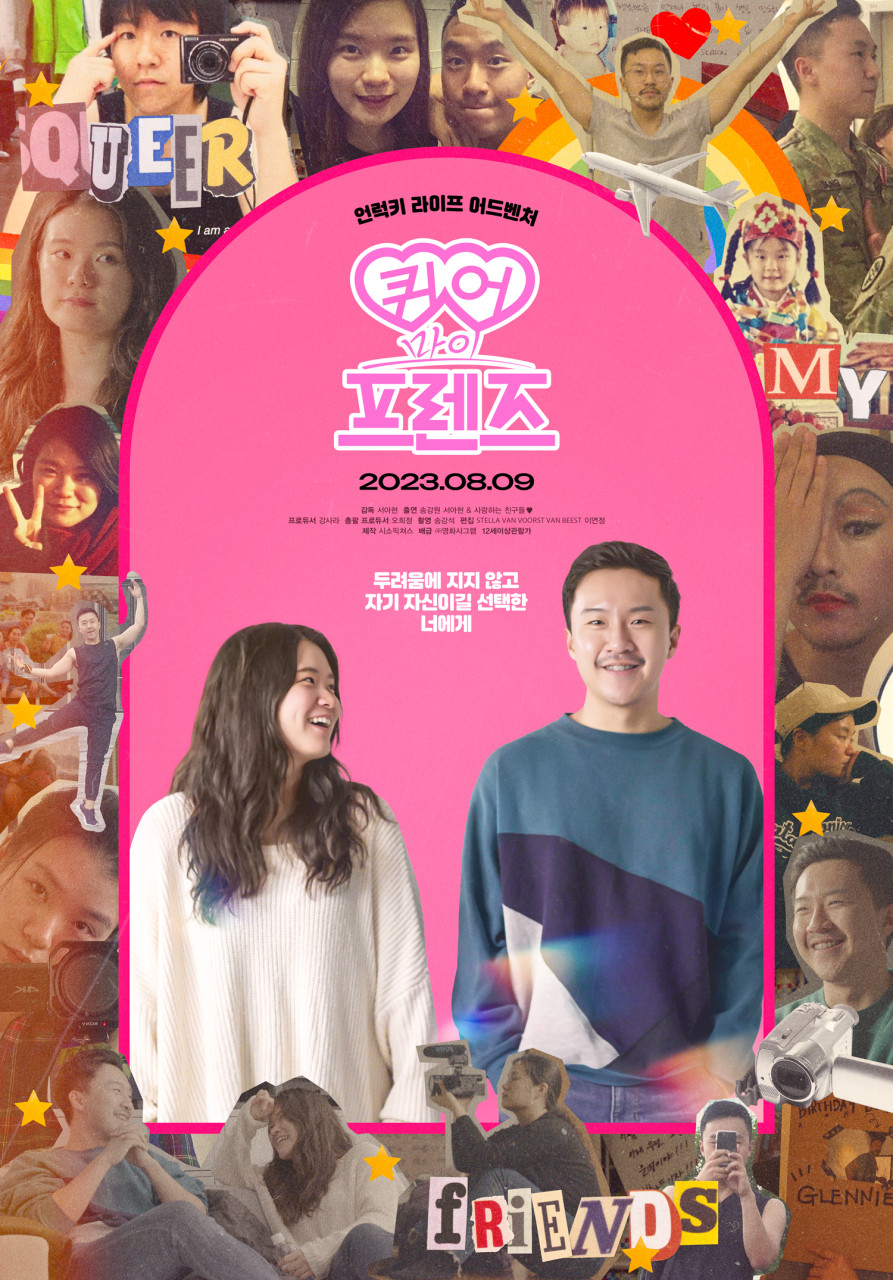 QUEER
I am a
언럭키 라이프 어드벤처
퀴어
마이
프렌즈
MY
2023.08.09
감독 서아현 출연 송강원 서아현 & 사랑하는 친구들♥
프로듀서 강사라 총괄 프로듀서 오희정 촬영 송강석 편집 STELLA VAN VOORST VAN BEEST 이연정
제작 시소픽쳐스 배급 ㈜영화사그램 12세이상관람가
두려움에 지지 않고
자기 자신이길 선택한
너에게
BIRTHDAY
GLENNIE
fRiENDS